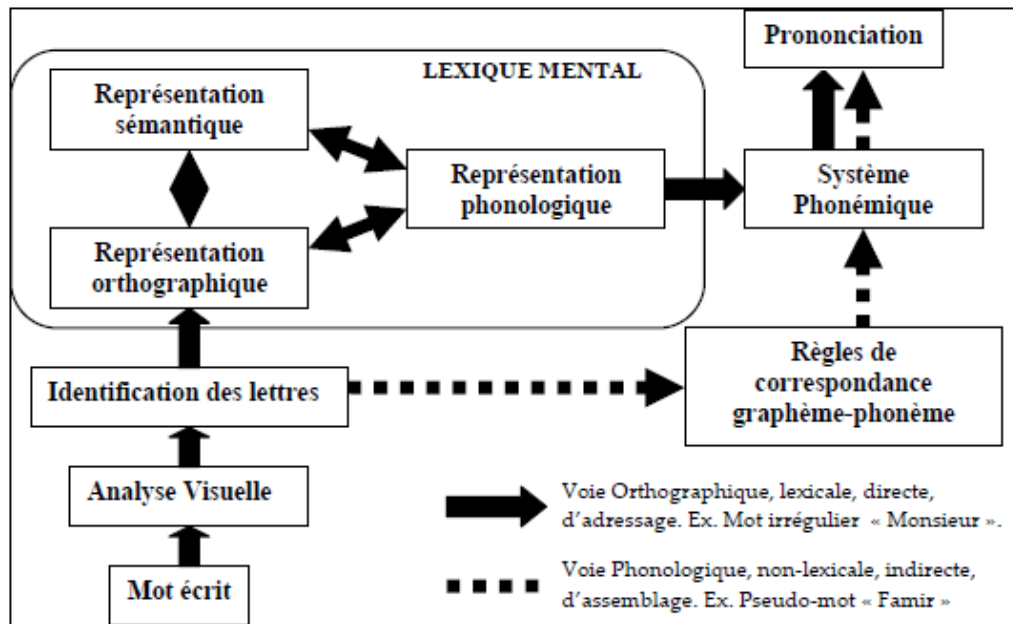 Prononciation
LEXIQUE MENTAL
Représentation
sémantique
Représentation
phonologique
Système
Phonémique
Représentation
orthographique
Identification des lettres
Règles de
correspondance
graphème-phonème
Analyse Visuelle
Mot écrit
Voie Orthographique, lexicale, directe,
d'adressage. Ex. Mot irrégulier « Monsieur ».
Voie Phonologique, non-lexicale, indirecte,
d'assemblage. Ex. Pseudo-mot « Famir »